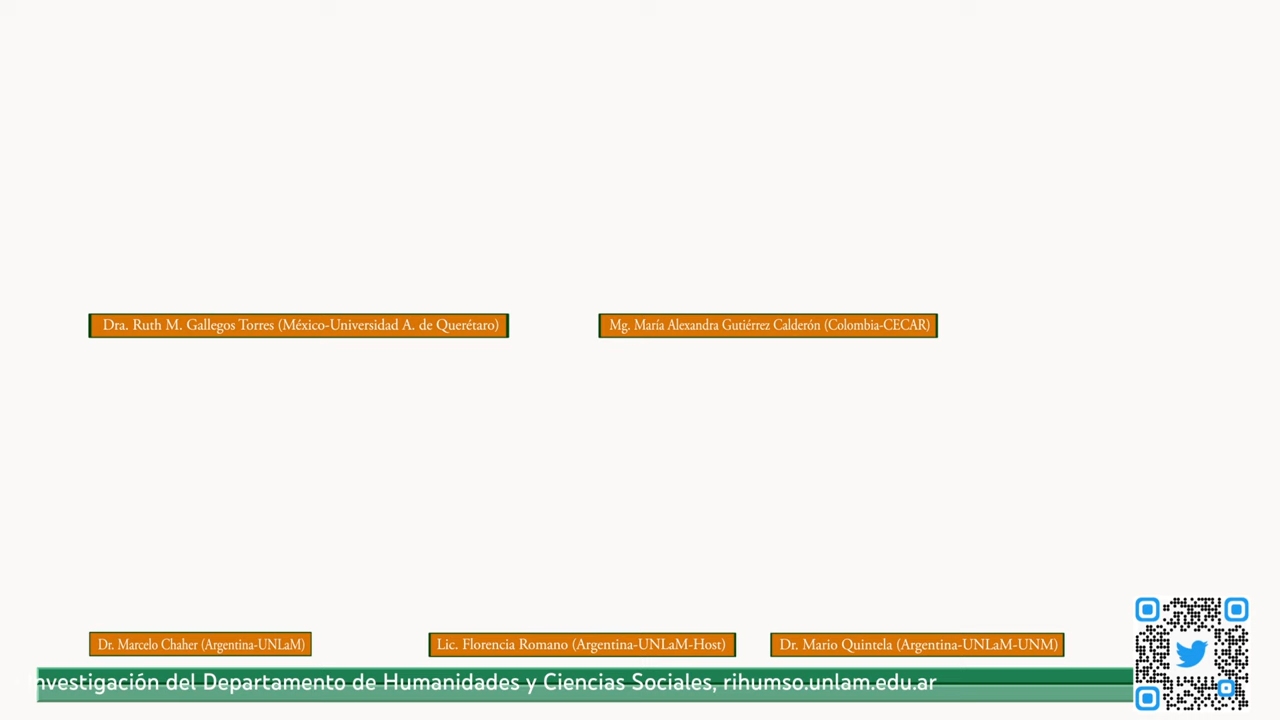 Dra. Ruth M. Gallegos Torres (México-Universidad A. de Querétaro)
Mg. María Alexandra Gutiérrez Calderón (Colombia-CECAR)
Dr. Marcelo Chaher (Argentina-UNLaM)
Lic. Florencia Romano (Argentina-UNLaM-Host)
Dr. Mario Quintela (Argentina-UNLaM-UNM)
nvestigación del Departamento de Humanidades y Ciencias Sociales, rihumso.unlam.edu.ar